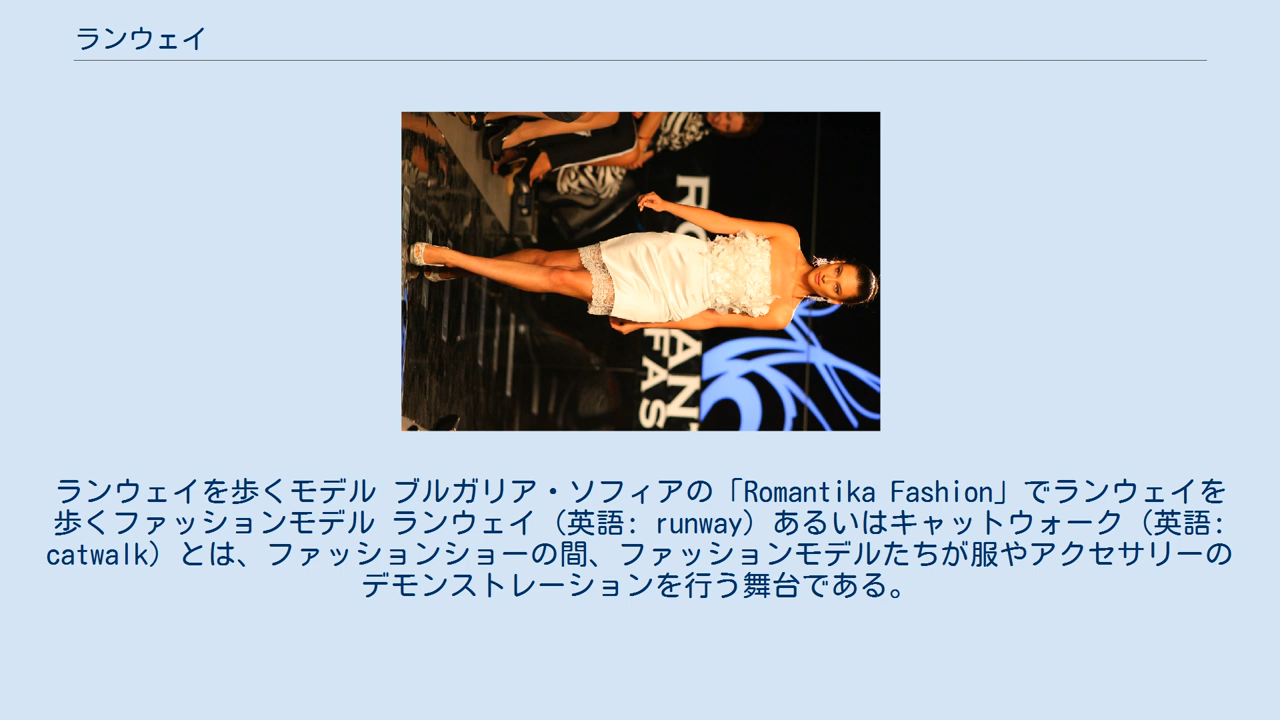 ランウェイ
RO
ANT
FAS
ランウェイを歩くモデル ブルガリア・ソフィアの「Romantika Fashion」でランウェイを
歩くファッションモデル ランウェイ（英語: runway）あるいはキャットウォーク（英語:
catwalk）とは、ファッションショーの間、ファッションモデルたちが服やアクセサリーの
デモンストレーションを行う舞台である。